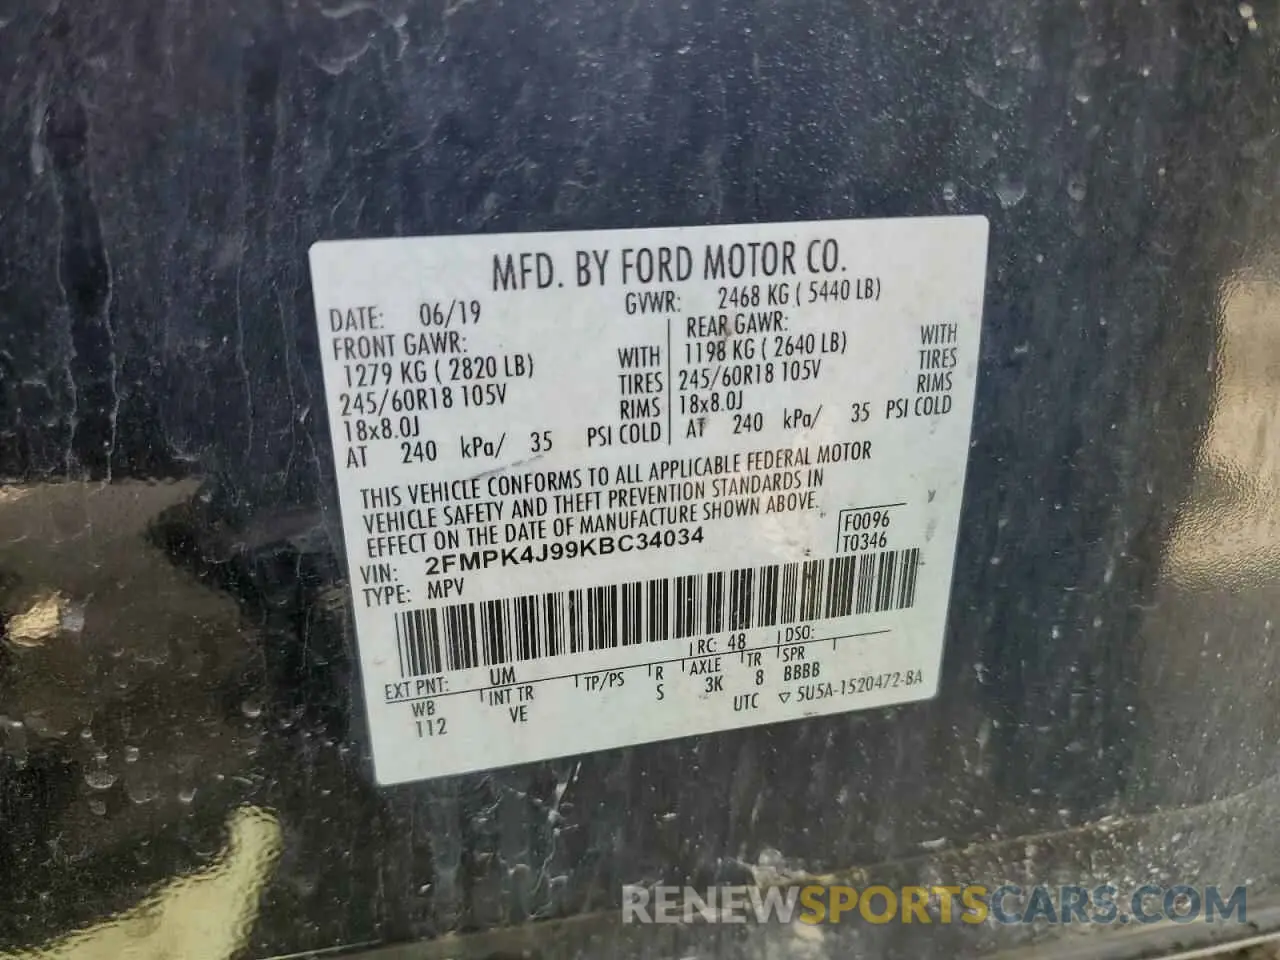 MFD. BY FORD MOTOR CO.
DATE: 06/19 GVWR: 2468 KG ( 5440 LB)
FRONT GAWR: REAR GAWR:
1279 KG ( 2820 LB) WITH 1198 KG ( 2640 LB) WITH
245/60R18 105V TIRES 245/60R18 105V TIRES
18x8.0J RIMS 18x8.0J RIMS
AT 240 kPa/ 35 PSI COLD AT 240 kPa/ 35 PSI COLD
THIS VEHICLE CONFORMS TO ALL APPLICABLE FEDERAL MOTOR
VEHICLE SAFETY AND THEFT PREVENTION STANDARDS IN
EFFECT ON THE DATE OF MANUFACTURE SHOWN ABOVE.
F0096
VIN: 2FMPK4J99KBC34034 T0346
TYPE: MPV
EXT PNT: UM RC: 48 DSO:
WB INT TR TP/PS R AXLE TR SPR
112 VE S 3K 8 BBBB
UTC ▽ 5U5A-1520472-BA
RENEWSPORTSCARS.COM